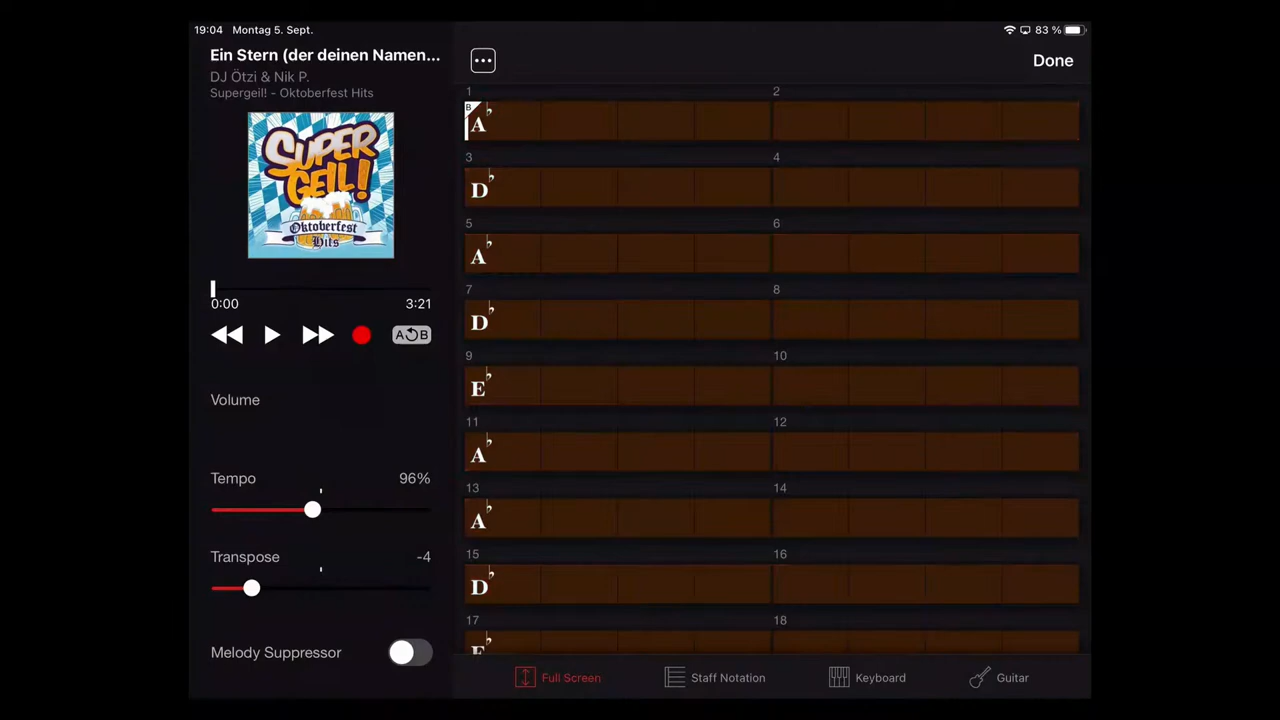 19:04 Montag 5. Sept.
83 %
Ein Stern (der deinen Namen...
DJ Ötzi & Nik P.
Supergeil! - Oktoberfest Hits
SUPER
GEIL!
Oktoberfest
Hits
0:00 3:21
A B
Volume
Tempo 96%
Transpose -4
Melody Suppressor
Done
1 2
B
A♭
3 4
D♭
5 6
A♭
7 8
D♭
9 10
E♭
11 12
A♭
13 14
A♭
15 16
D♭
17 18
E♭
Full Screen Staff Notation Keyboard Guitar